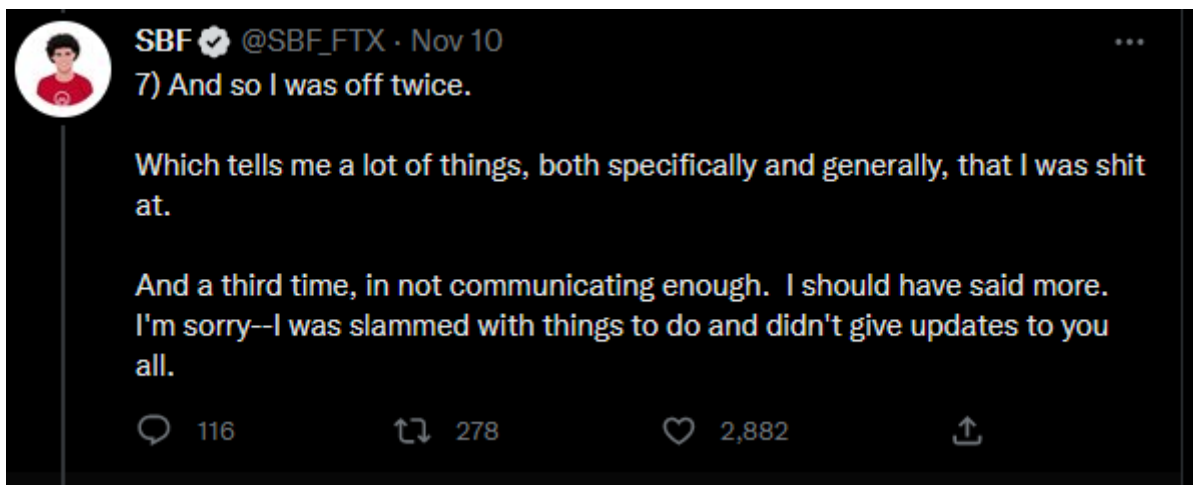 SBF @SBF_FTX · Nov 10
7) And so I was off twice.
Which tells me a lot of things, both specifically and generally, that I was shit
at.
And a third time, in not communicating enough.  I should have said more.
I'm sorry--I was slammed with things to do and didn't give updates to you
all.
116 278 2,882